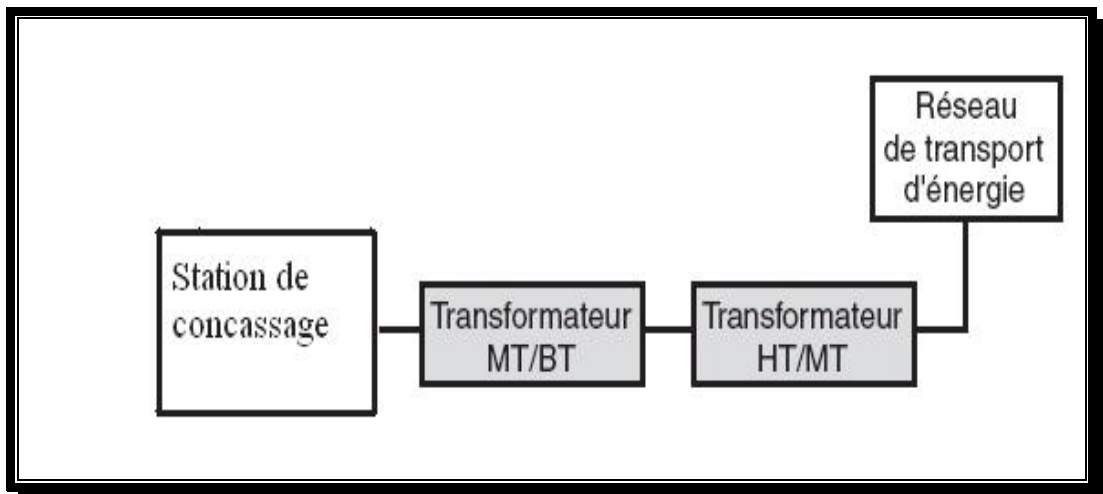 Réseau
de transport
d'énergie
Station de
concassage
Transformateur
MT/BT
Transformateur
HT/MT